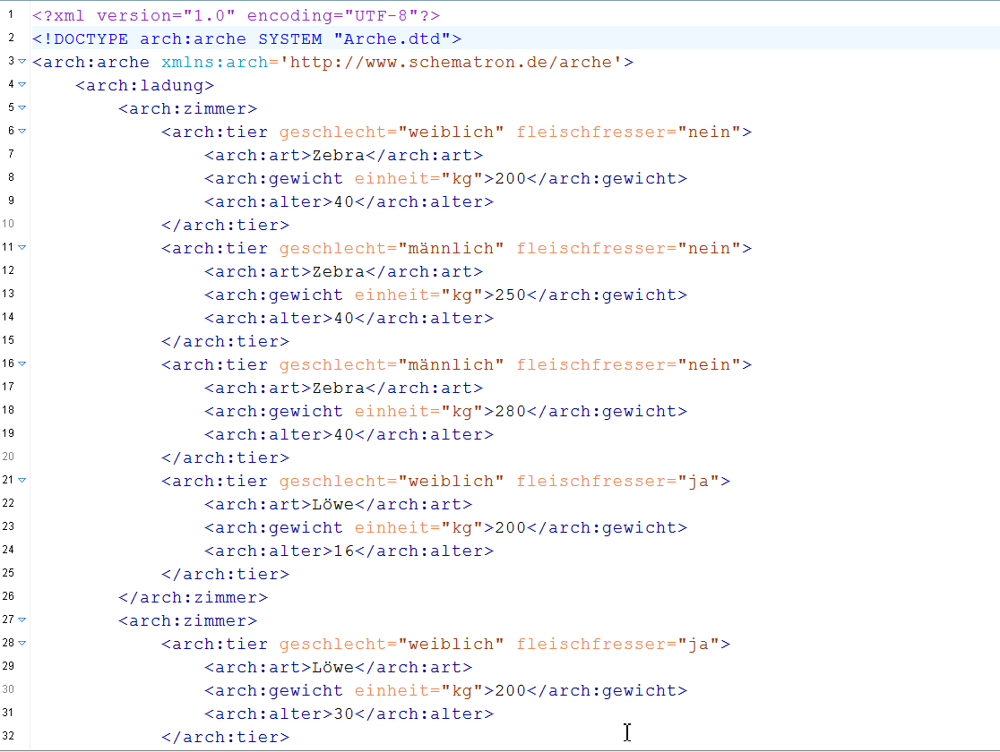 1 <?xml version="1.0" encoding="UTF-8"?>
2 <!DOCTYPE arch:arche SYSTEM "Arche.dtd">
3 <arch:arche xmlns:arch='http://www.schematron.de/arche'>
4     <arch:ladung>
5         <arch:zimmer>
6             <arch:tier geschlecht="weiblich" fleischfresser="nein">
7                 <arch:art>Zebra</arch:art>
8                 <arch:gewicht einheit="kg">200</arch:gewicht>
9                 <arch:alter>40</arch:alter>
10             </arch:tier>
11             <arch:tier geschlecht="männlich" fleischfresser="nein">
12                 <arch:art>Zebra</arch:art>
13                 <arch:gewicht einheit="kg">250</arch:gewicht>
14                 <arch:alter>40</arch:alter>
15             </arch:tier>
16             <arch:tier geschlecht="männlich" fleischfresser="nein">
17                 <arch:art>Zebra</arch:art>
18                 <arch:gewicht einheit="kg">280</arch:gewicht>
19                 <arch:alter>40</arch:alter>
20             </arch:tier>
21             <arch:tier geschlecht="weiblich" fleischfresser="ja">
22                 <arch:art>Löwe</arch:art>
23                 <arch:gewicht einheit="kg">200</arch:gewicht>
24                 <arch:alter>16</arch:alter>
25             </arch:tier>
26         </arch:zimmer>
27         <arch:zimmer>
28             <arch:tier geschlecht="weiblich" fleischfresser="ja">
29                 <arch:art>Löwe</arch:art>
30                 <arch:gewicht einheit="kg">200</arch:gewicht>
31                 <arch:alter>30</arch:alter>
32             </arch:tier>